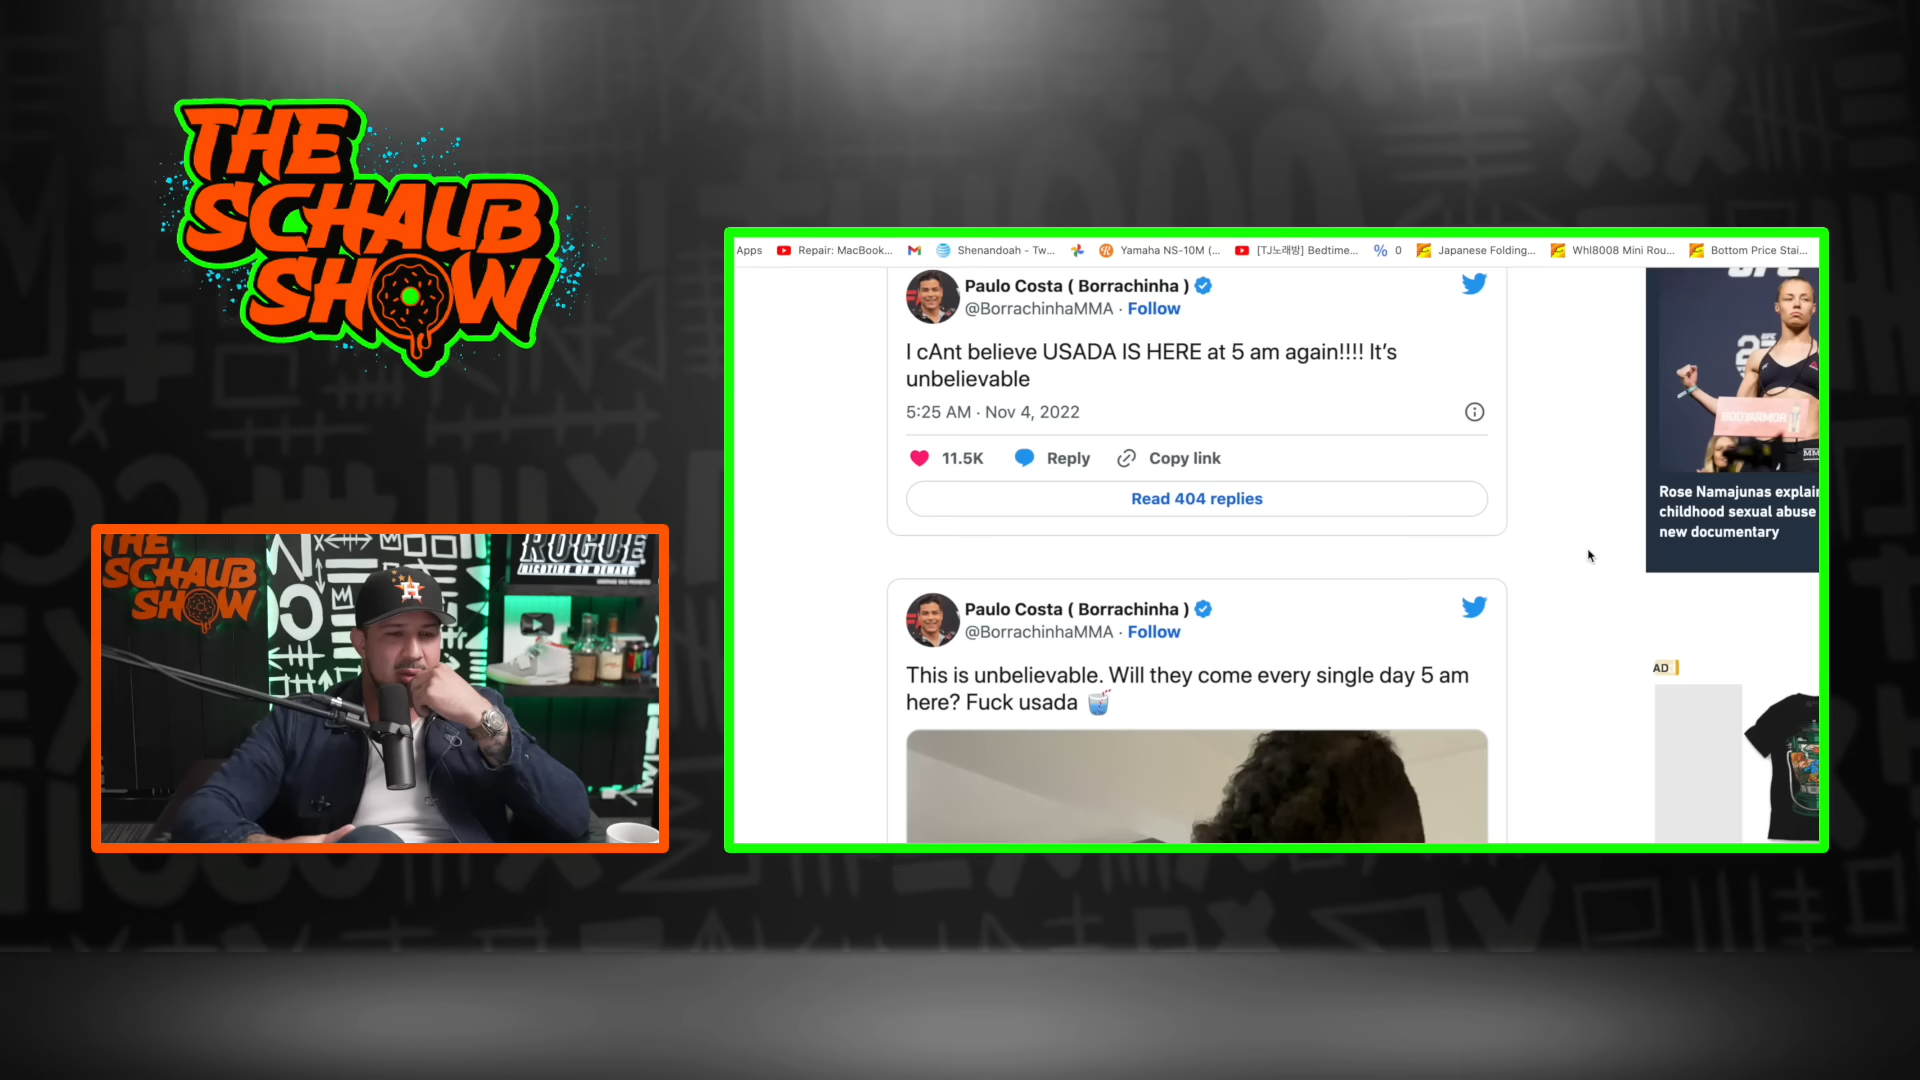 THE
SCHAUB
SHOW
Apps
Repair: MacBook...
Shenandoah - Tw...
Yamaha NS-10M (...
[TJ노래방] Bedtime...
0
Japanese Folding...
Whl8008 Mini Rou...
Bottom Price Stai...
Paulo Costa ( Borrachinha )
@BorrachinhaMMA · Follow
I cAnt believe USADA IS HERE at 5 am again!!!! It’s
unbelievable
5:25 AM · Nov 4, 2022
11.5K
Reply
Copy link
Read 404 replies
Paulo Costa ( Borrachinha )
@BorrachinhaMMA · Follow
This is unbelievable. Will they come every single day 5 am
here? Fuck usada
UFC
BODYARMOR
Rose Namajunas explai
childhood sexual abuse
new documentary
AD
THE
SCHAUB
SHOW
H
ROGUE